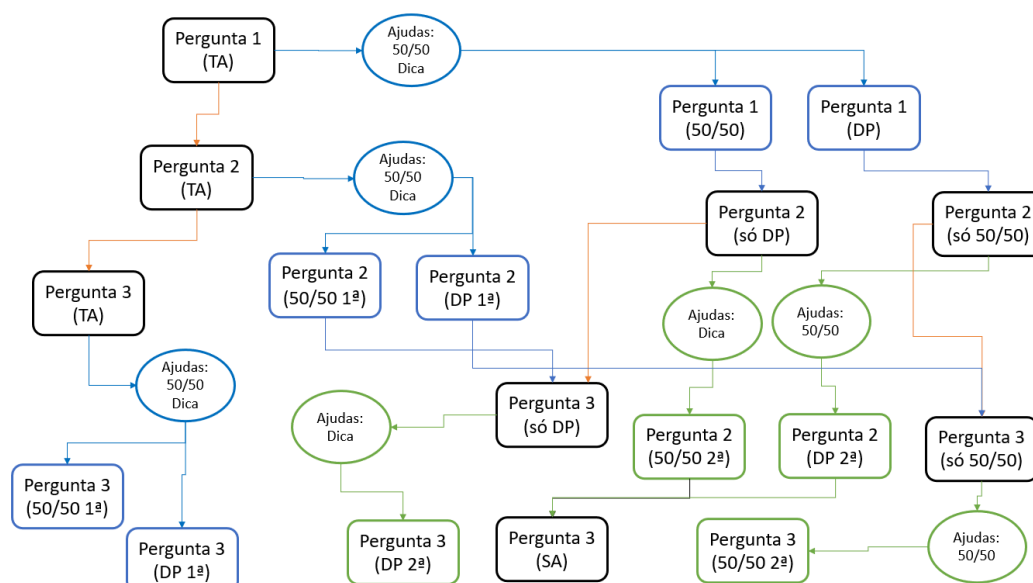 Pergunta 1
(TA)
Ajudas:
50/50
Dica
Pergunta 1
(50/50)
Pergunta 1
(DP)
Pergunta 2
(TA)
Ajudas:
50/50
Dica
Pergunta 2
(só DP)
Pergunta 2
(só 50/50)
Pergunta 3
(TA)
Pergunta 2
(50/50 1ª)
Pergunta 2
(DP 1ª)
Ajudas:
Dica
Ajudas:
50/50
Ajudas:
50/50
Dica
Ajudas:
Dica
Pergunta 3
(só DP)
Pergunta 2
(50/50 2ª)
Pergunta 2
(DP 2ª)
Pergunta 3
(só 50/50)
Pergunta 3
(50/50 1ª)
Pergunta 3
(DP 1ª)
Pergunta 3
(DP 2ª)
Pergunta 3
(SA)
Pergunta 3
(50/50 2ª)
Ajudas:
50/50